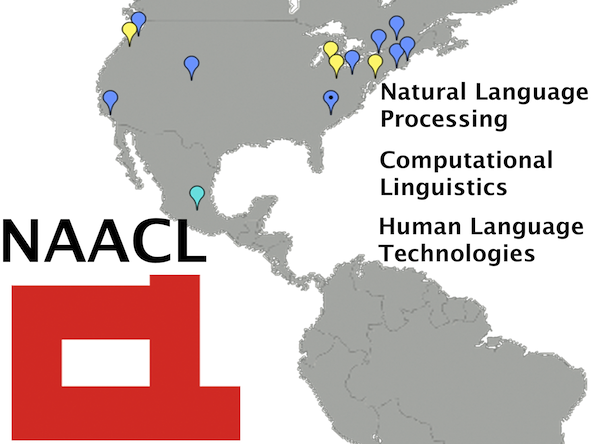 Natural Language
Processing
Computational
Linguistics
Human Language
Technologies
NAACL